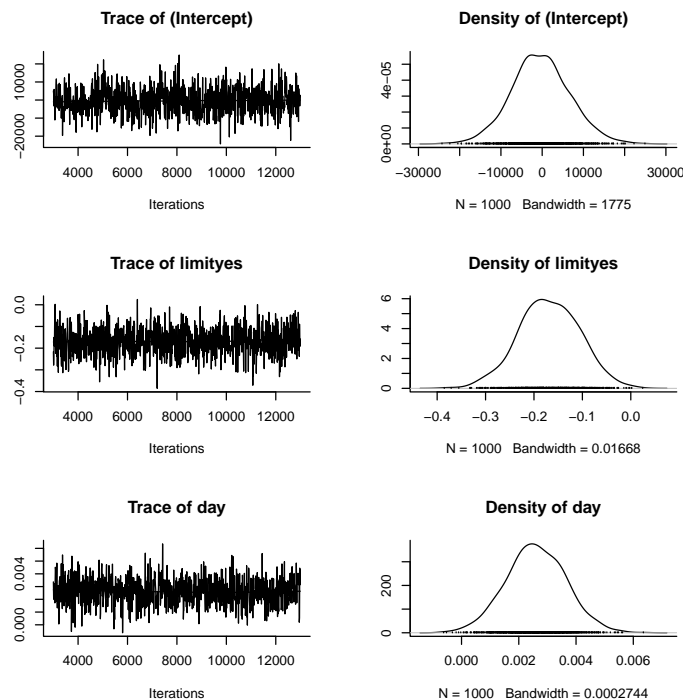 Trace of (Intercept)
Density of (Intercept)
−20000 10000
4000 6000 8000 10000 12000
Iterations
0e+00 4e−05
−30000 −10000 0 10000 30000
N = 1000 Bandwidth = 1775
Trace of limityes
Density of limityes
−0.4 −0.2 0.0
4000 6000 8000 10000 12000
Iterations
0 2 4 6
−0.4 −0.3 −0.2 −0.1 0.0
N = 1000 Bandwidth = 0.01668
Trace of day
Density of day
0.000 0.004
4000 6000 8000 10000 12000
Iterations
0 200
0.000 0.002 0.004 0.006
N = 1000 Bandwidth = 0.0002744